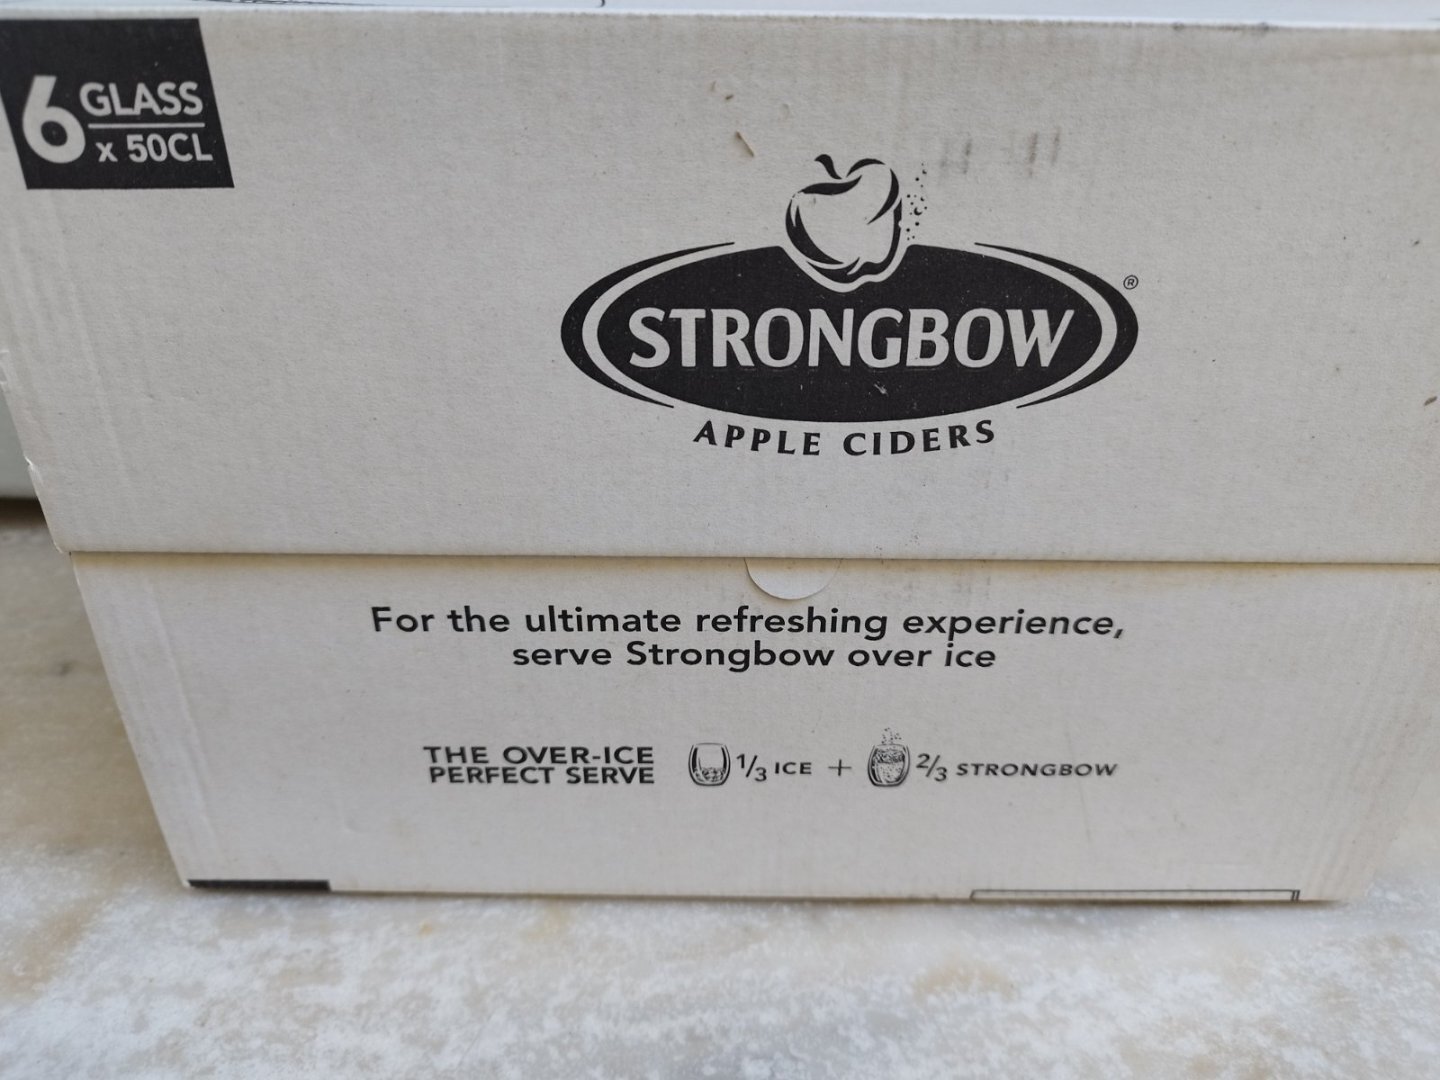 6 GLASS
x 50CL
STRONGBOW®
APPLE CIDERS
For the ultimate refreshing experience,
serve Strongbow over ice
THE OVER-ICE
PERFECT SERVE
1/3 ICE + 2/3 STRONGBOW